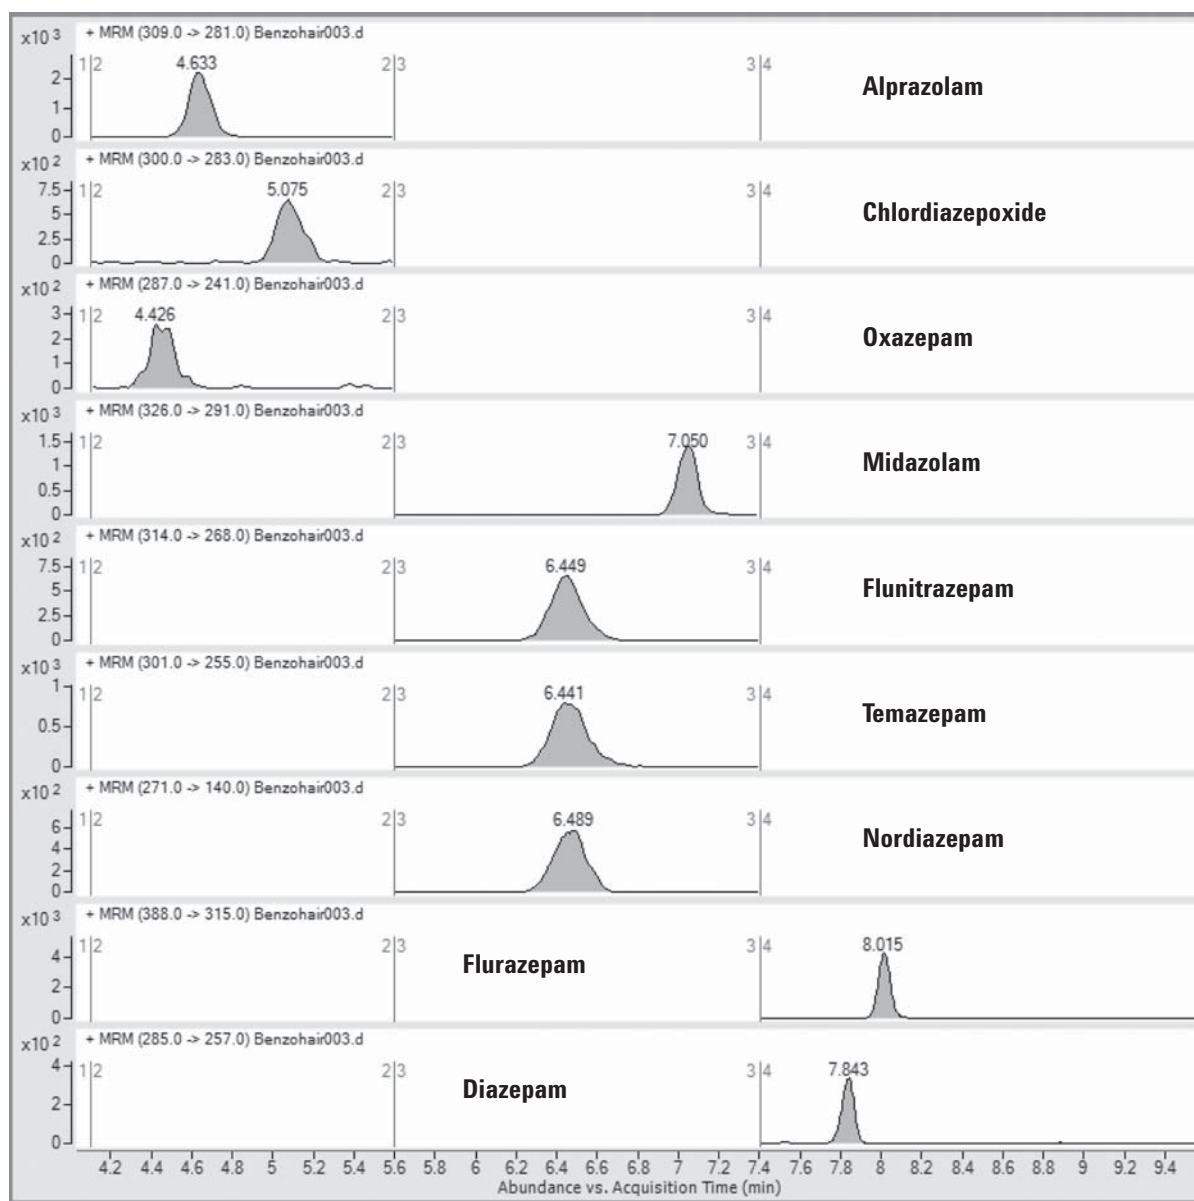 x10 3 + MRM (309.0 -> 281.0) Benzohair003.d
1|2 4.633 2|3 3|4
2
1
0
Alprazolam
x10 2 + MRM (300.0 -> 283.0) Benzohair003.d
7.5 1|2 5.075 2|3 3|4
5
2.5
0
Chlordiazepoxide
x10 2 + MRM (287.0 -> 241.0) Benzohair003.d
3 1|2 4.426 2|3 3|4
2
1
0
Oxazepam
x10 3 + MRM (326.0 -> 291.0) Benzohair003.d
1.5 1|2 2|3 7.050 3|4
1
0.5
0
Midazolam
x10 2 + MRM (314.0 -> 268.0) Benzohair003.d
7.5 1|2 2|3 6.449 3|4
5
2.5
0
Flunitrazepam
x10 3 + MRM (301.0 -> 255.0) Benzohair003.d
1 1|2 2|3 6.441 3|4
0.5
0
Temazepam
x10 2 + MRM (271.0 -> 140.0) Benzohair003.d
1|2 2|3 6.489 3|4
6
4
2
0
Nordiazepam
x10 3 + MRM (388.0 -> 315.0) Benzohair003.d
1|2 2|3 3|4 8.015
4
2
0
Flurazepam
x10 2 + MRM (285.0 -> 257.0) Benzohair003.d
4 1|2 2|3 3|4 7.843
2
0
Diazepam
4.2 4.4 4.6 4.8 5 5.2 5.4 5.6 5.8 6 6.2 6.4 6.6 6.8 7 7.2 7.4 7.6 7.8 8 8.2 8.4 8.6 8.8 9 9.2 9.4
Abundance vs. Acquisition Time (min)